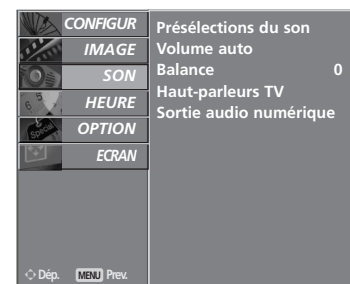 CONFIGUR
IMAGE
SON
HEURE
Spécial
OPTION
ECRAN
Présélections du son
Volume auto
Balance 0
Haut-parleurs TV
Sortie audio numérique
Dép. MENU Prev.